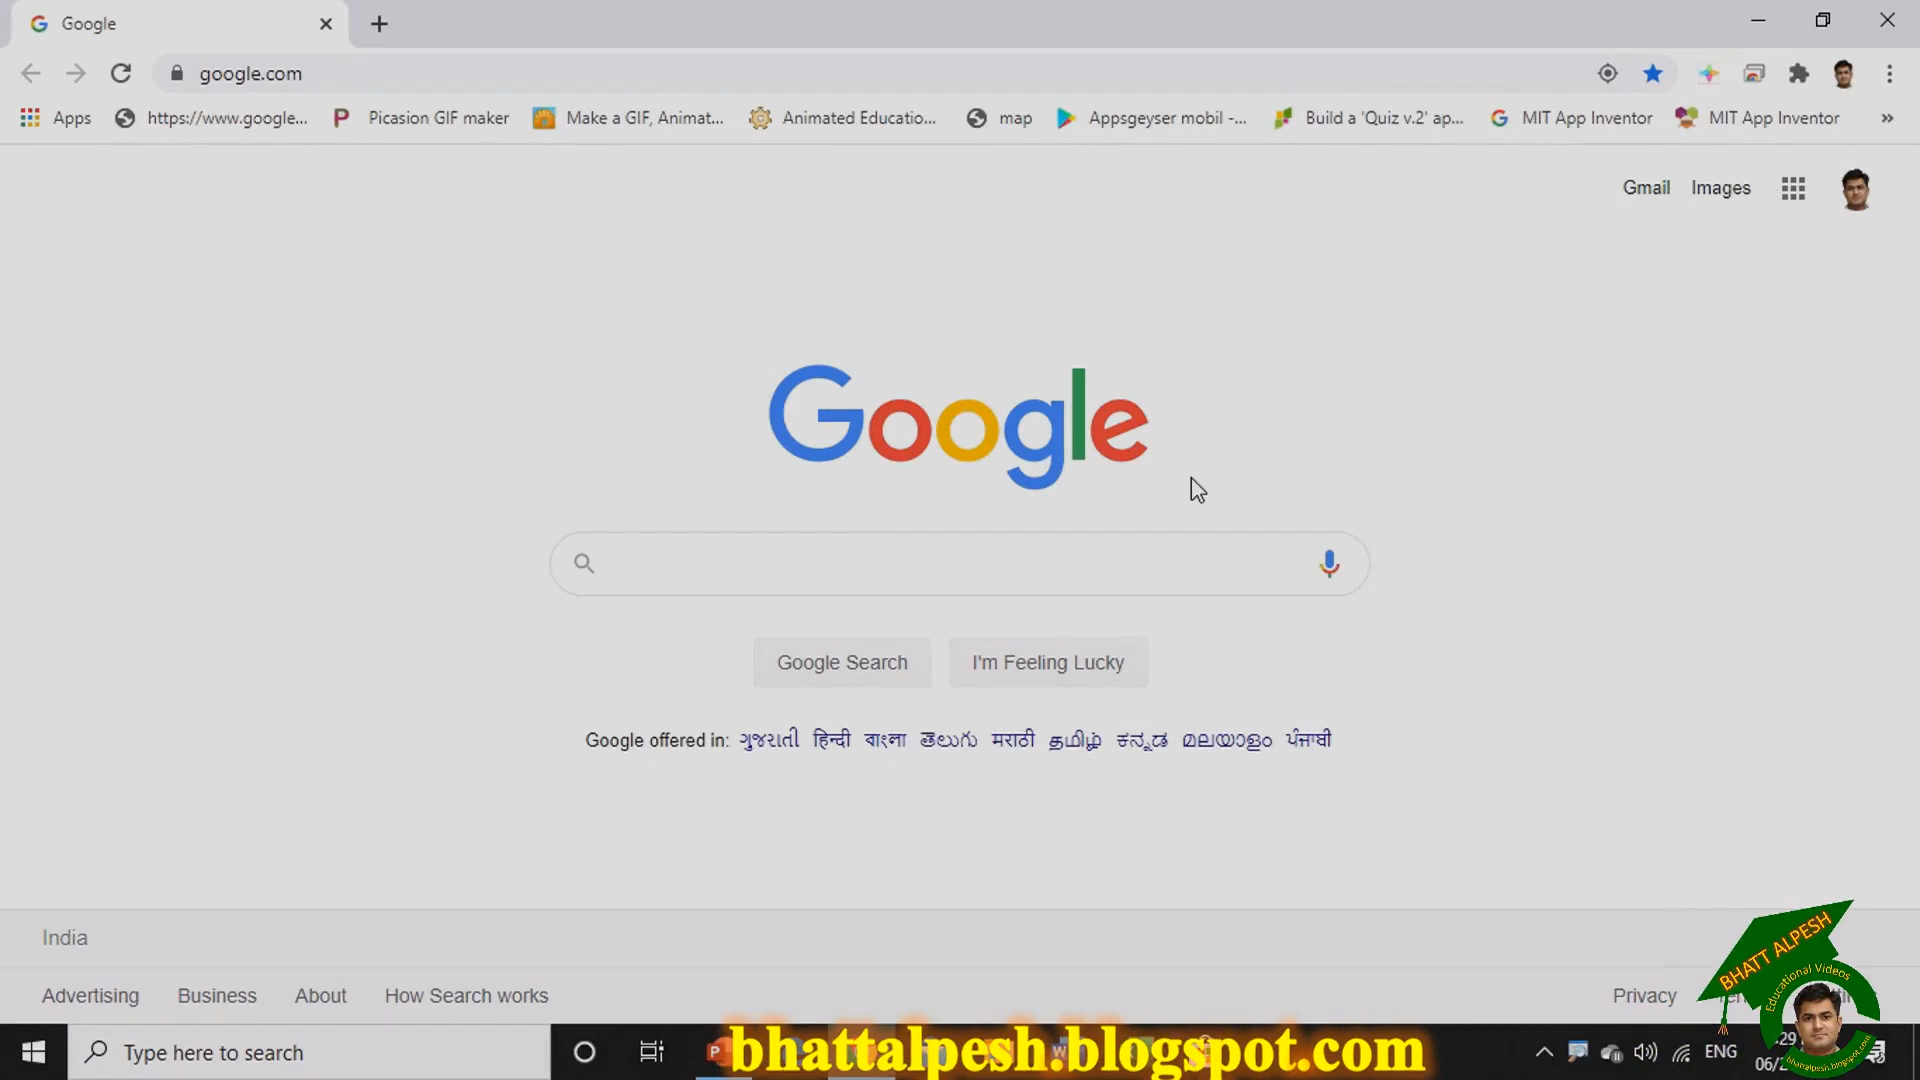 Google
google.com
Apps https://www.google... Picasion GIF maker Make a GIF, Animat... Animated Educatio... map Appsgeyser mobil -... Build a 'Quiz v.2' ap... MIT App Inventor MIT App Inventor »
Gmail Images
Google
Google Search I'm Feeling Lucky
Google offered in: ગુજરાતી हिन्दी বাংলা తెలుగు मराठी தமிழ் ಕನ್ನಡ മലയാളം ਪੰਜਾਬੀ
India
BHATT ALPESH
Educational Videos
Advertising Business About How Search works Privacy
bhattalpesh.blogspot.com
Type here to search
bhattalpesh.blogspot.com
ENG